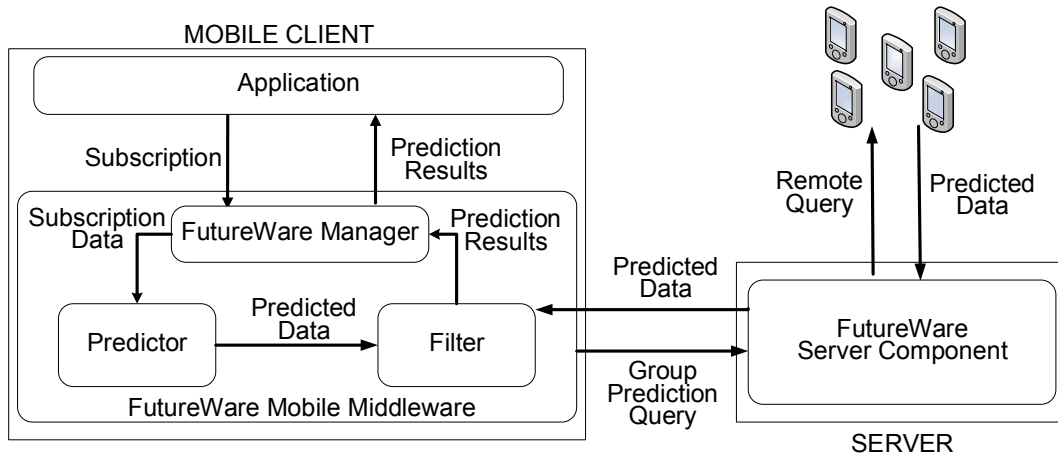 MOBILE CLIENT
Application
Subscription
Prediction
Results
Subscription
Data
FutureWare Manager
Prediction
Results
Predictor
Predicted
Data
Filter
FutureWare Mobile Middleware
Predicted
Data
Group
Prediction
Query
Remote
Query
Predicted
Data
FutureWare
Server Component
SERVER